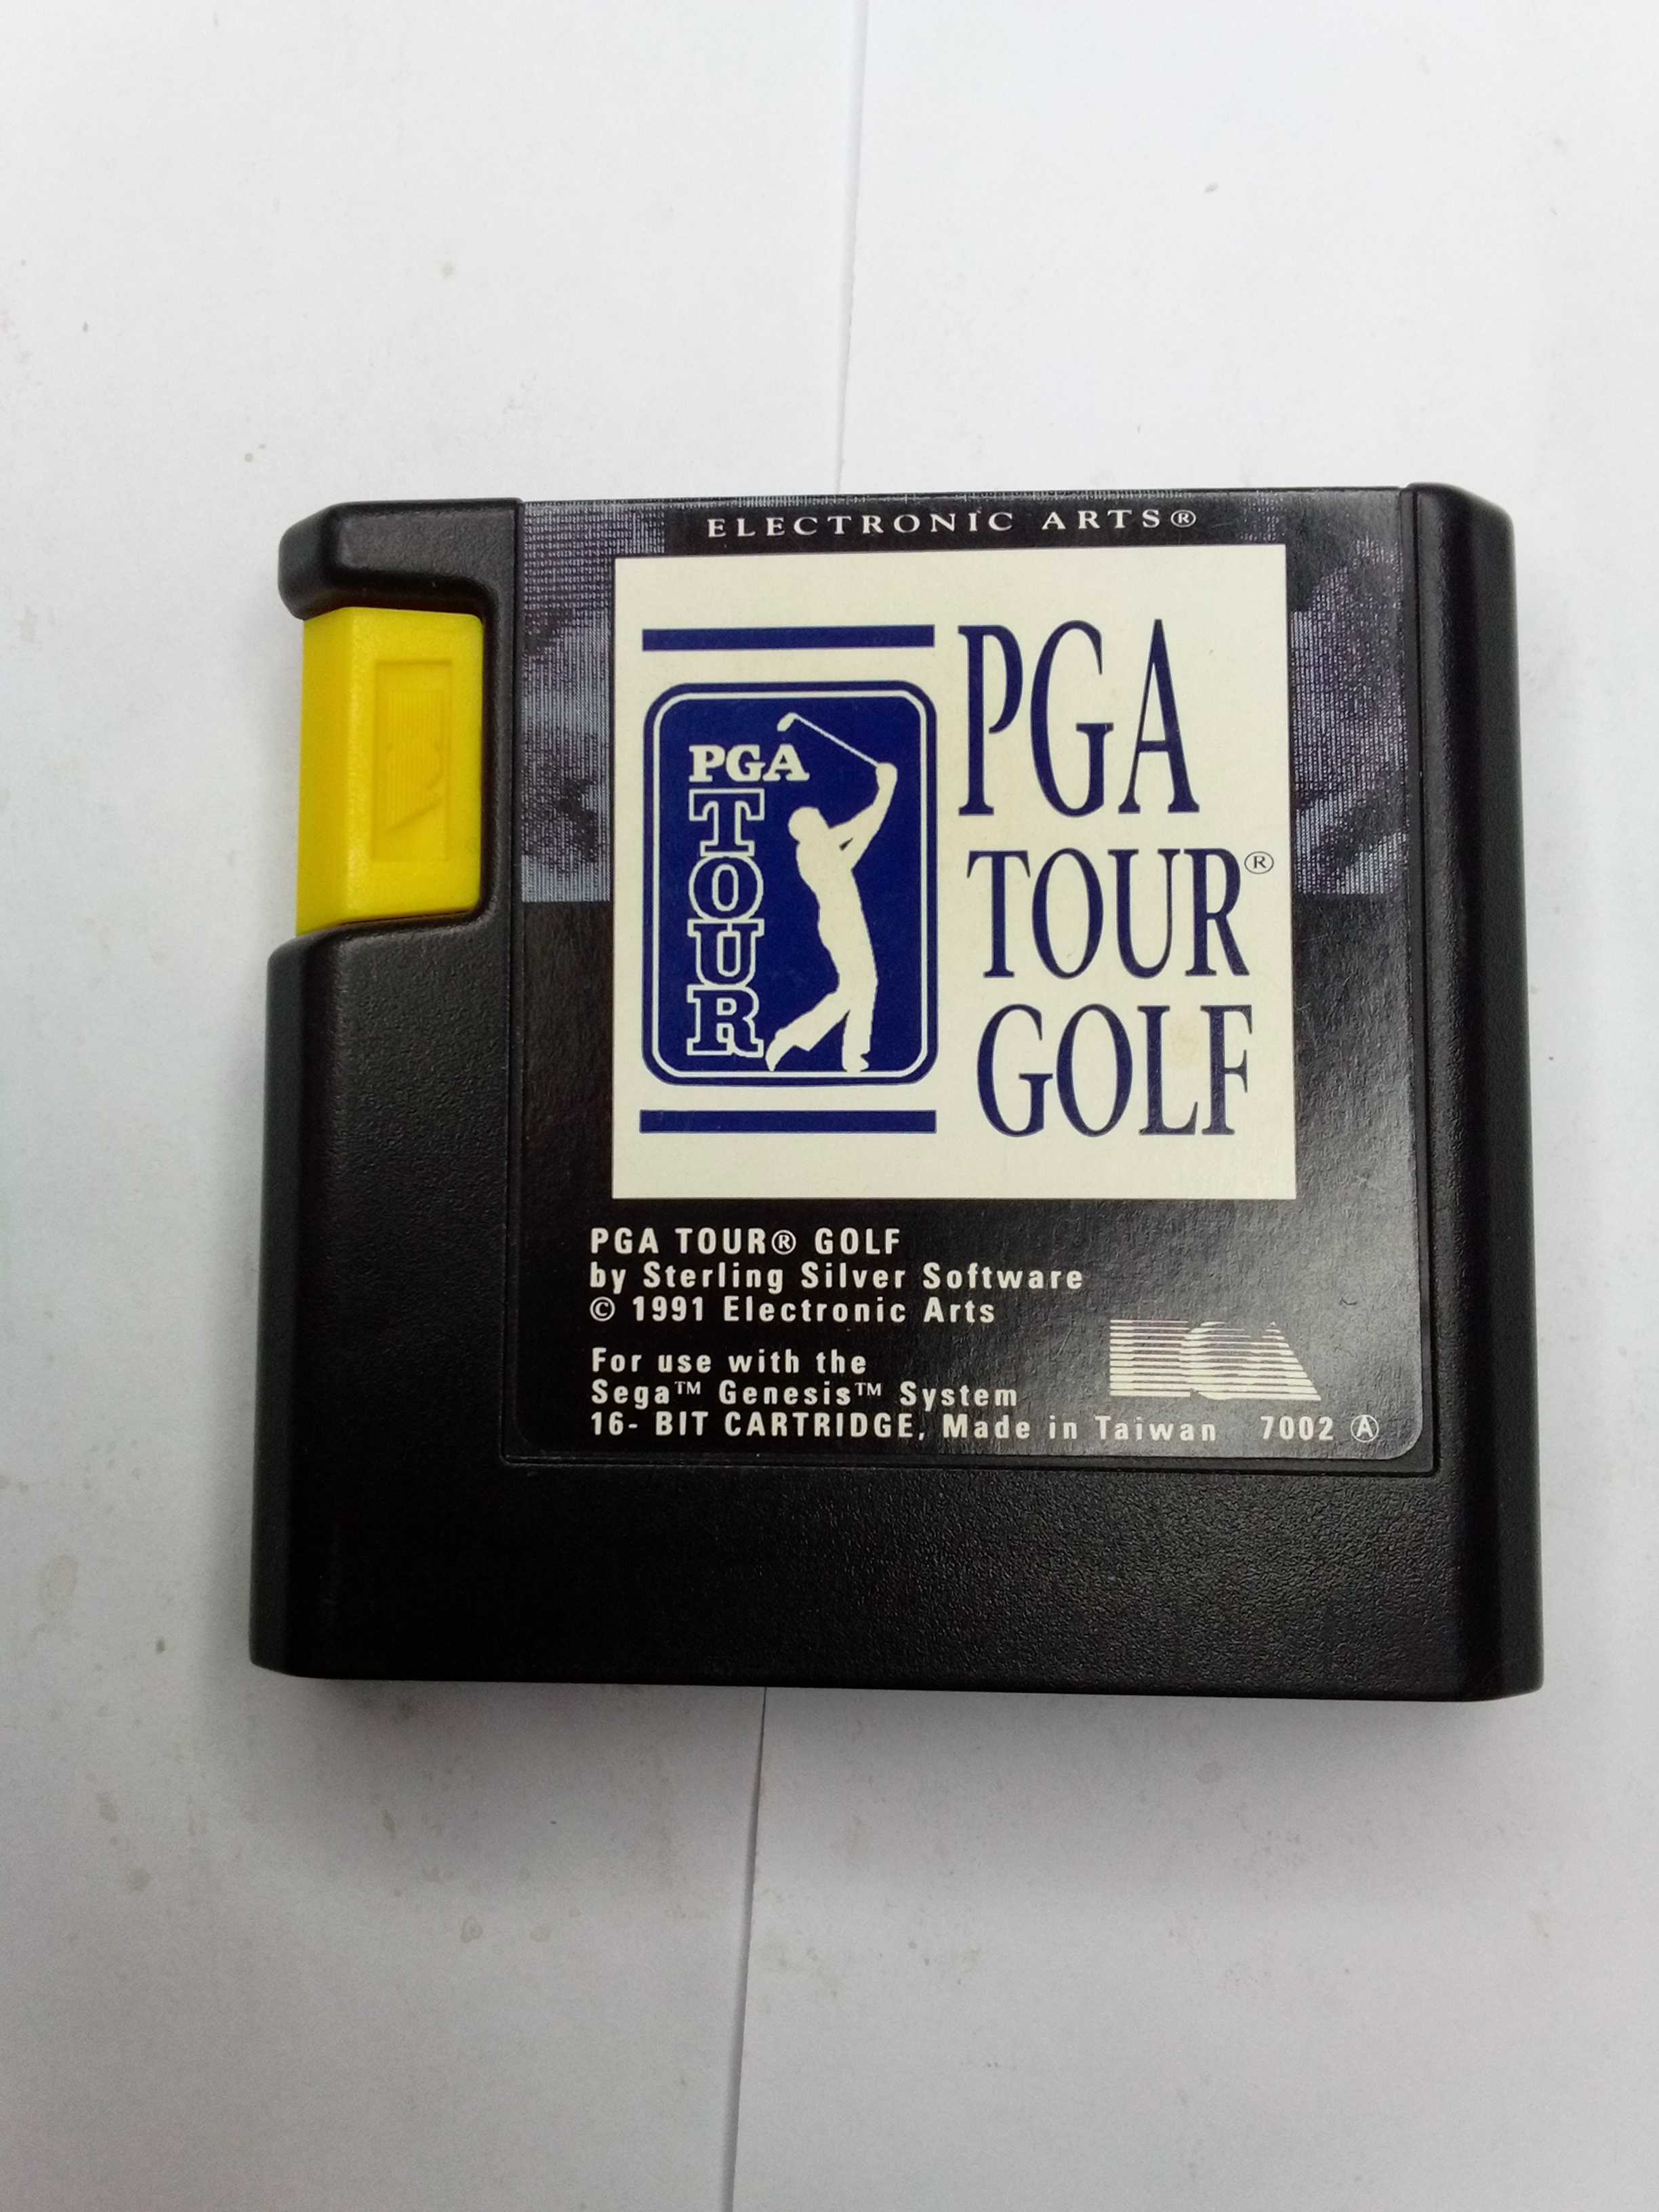 ELECTRONIC ARTS®
PGA
TOUR
PGA
TOUR®
GOLF
PGA TOUR® GOLF
by Sterling Silver Software
© 1991 Electronic Arts
For use with the
Sega™ Genesis™ System
16- BIT CARTRIDGE, Made in Taiwan 7002 Ⓐ
EA